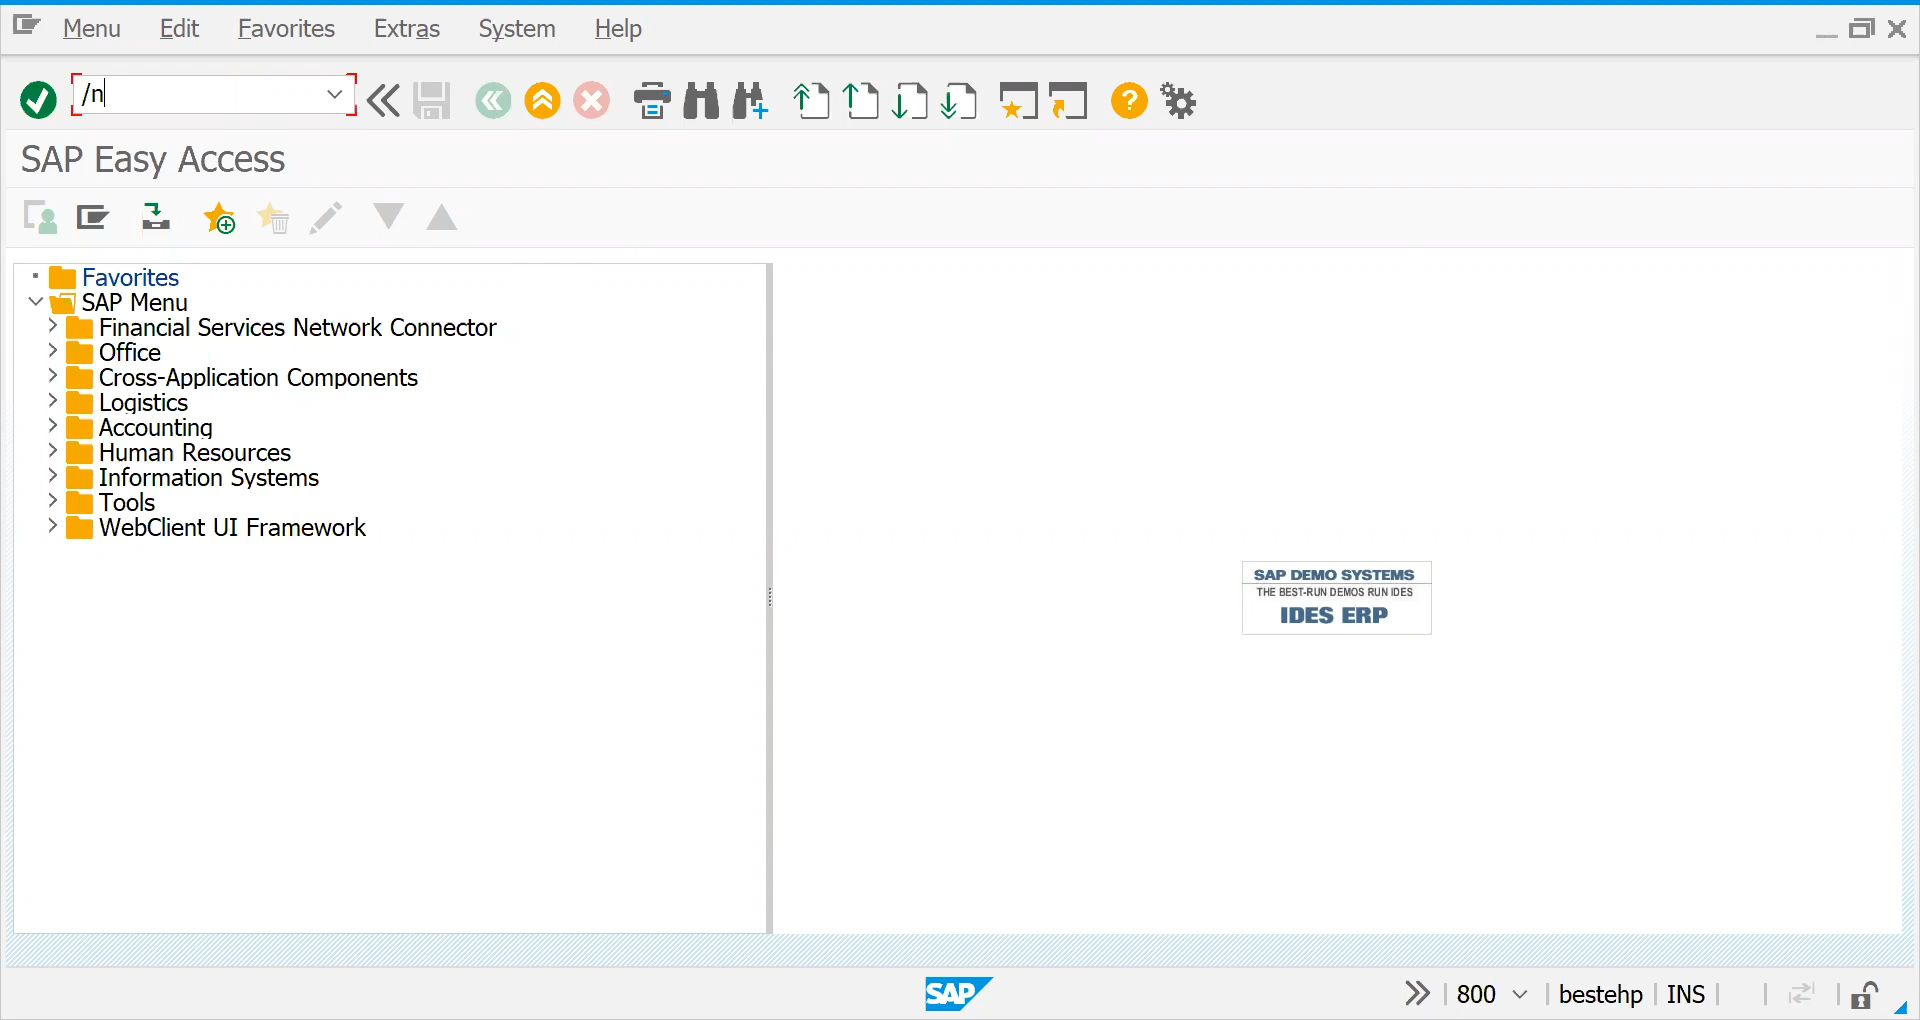 Menu Edit Favorites Extras System Help
/n
SAP Easy Access
Favorites
SAP Menu
Financial Services Network Connector
Office
Cross-Application Components
Logistics
Accounting
Human Resources
Information Systems
Tools
WebClient UI Framework
SAP DEMO SYSTEMS
THE BEST-RUN DEMOS RUN IDES
IDES ERP
SAP
800 bestehp INS